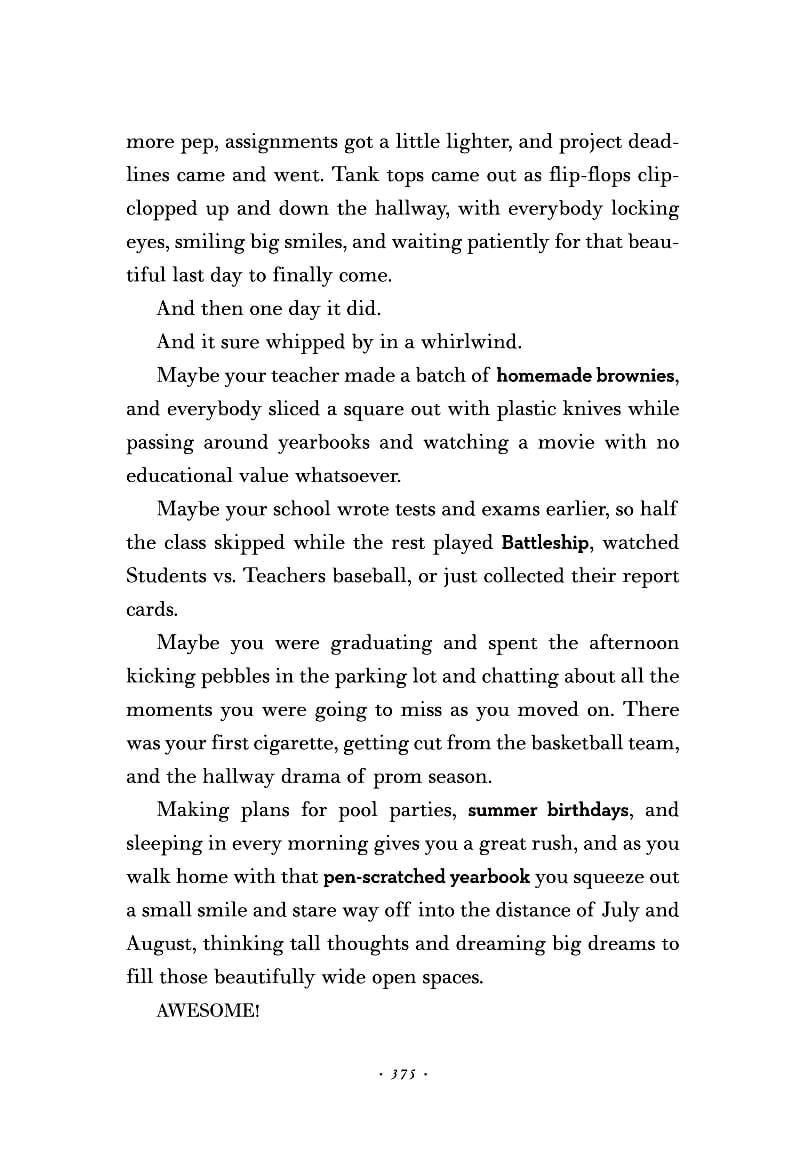 more pep, assignments got a little lighter, and project dead-
lines came and went. Tank tops came out as flip-flops clip-
clopped up and down the hallway, with everybody locking
eyes, smiling big smiles, and waiting patiently for that beau-
tiful last day to finally come.
And then one day it did.
And it sure whipped by in a whirlwind.
Maybe your teacher made a batch of homemade brownies,
and everybody sliced a square out with plastic knives while
passing around yearbooks and watching a movie with no
educational value whatsoever.
Maybe your school wrote tests and exams earlier, so half
the class skipped while the rest played Battleship, watched
Students vs. Teachers baseball, or just collected their report
cards.
Maybe you were graduating and spent the afternoon
kicking pebbles in the parking lot and chatting about all the
moments you were going to miss as you moved on. There
was your first cigarette, getting cut from the basketball team,
and the hallway drama of prom season.
Making plans for pool parties, summer birthdays, and
sleeping in every morning gives you a great rush, and as you
walk home with that pen-scratched yearbook you squeeze out
a small smile and stare way off into the distance of July and
August, thinking tall thoughts and dreaming big dreams to
fill those beautifully wide open spaces.
AWESOME!
· 375 ·